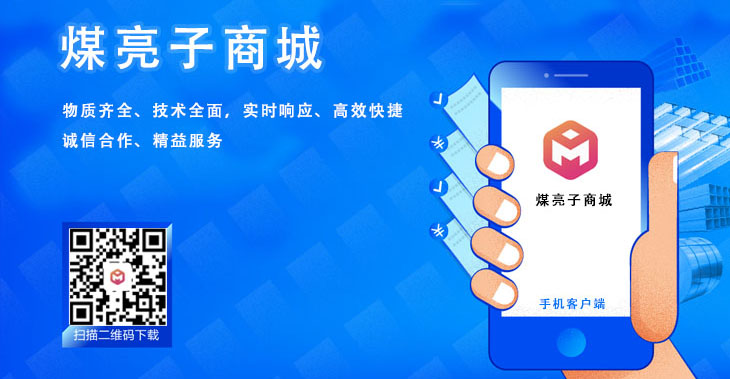 煤亮子商城
物质齐全、技术全面，实时响应、高效快捷
诚信合作、精益服务
扫描二维码下载
煤亮子商城
手机客户端